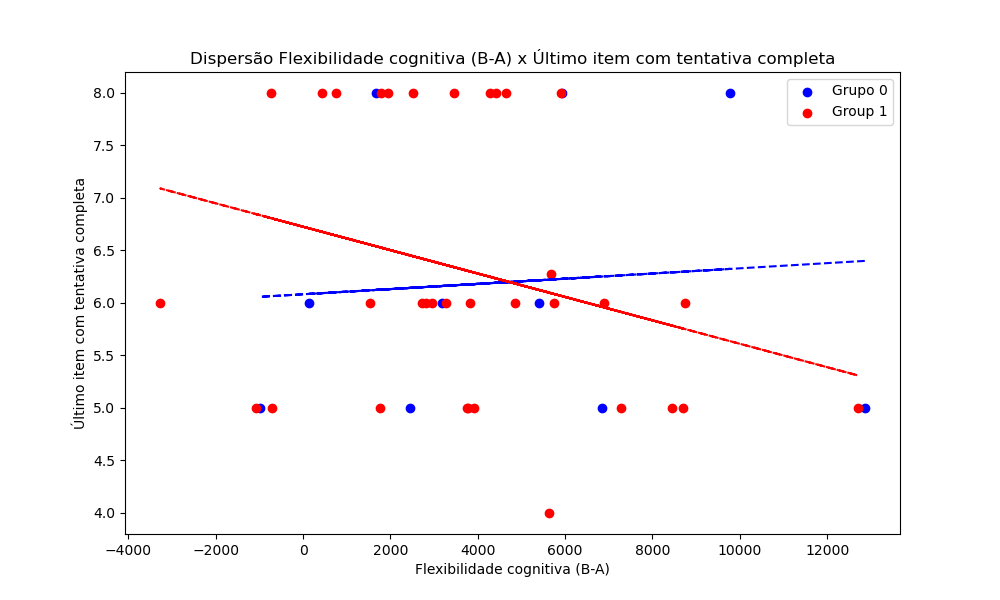 Dispersão Flexibilidade cognitiva (B-A) x Último item com tentativa completa
Grupo 0
Group 1
8.0
7.5
7.0
6.5
6.0
5.5
5.0
4.5
4.0
Último item com tentativa completa
−4000 −2000 0 2000 4000 6000 8000 10000 12000
Flexibilidade cognitiva (B-A)